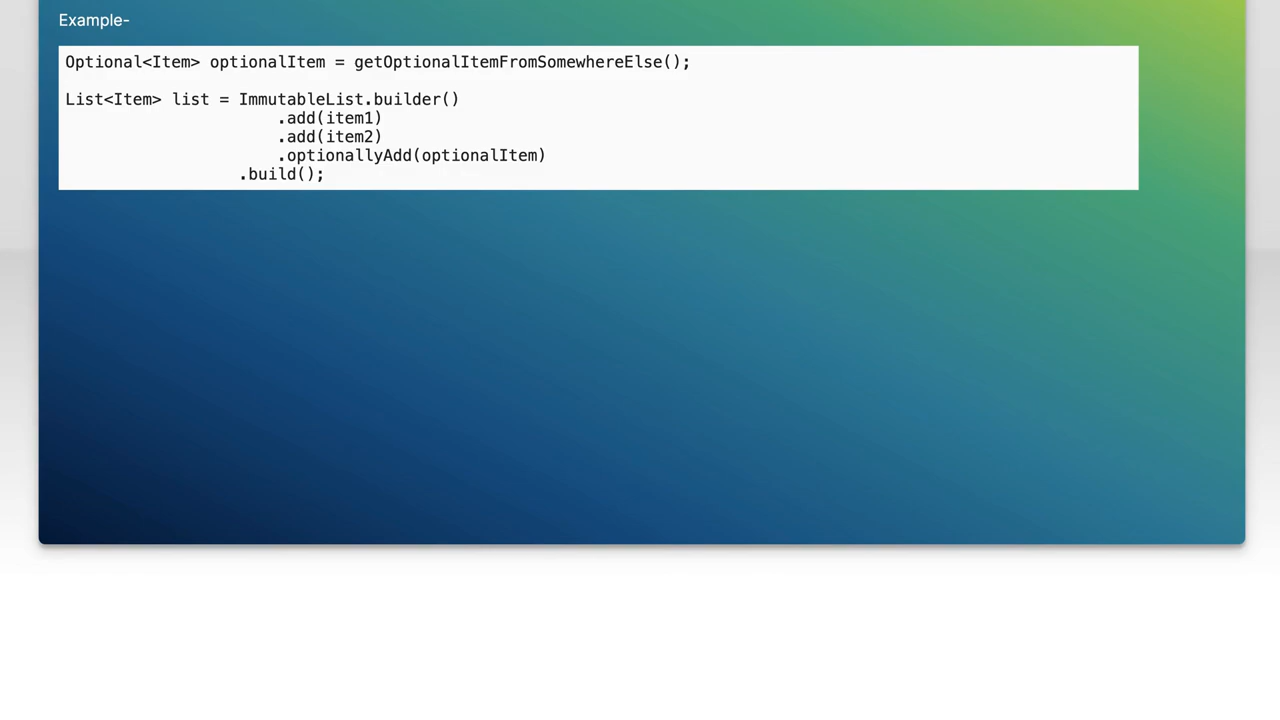 Example-
Optional<Item> optionalItem = getOptionalItemFromSomewhereElse();
List<Item> list = ImmutableList.builder()
.add(item1)
.add(item2)
.optionallyAdd(optionalItem)
.build();